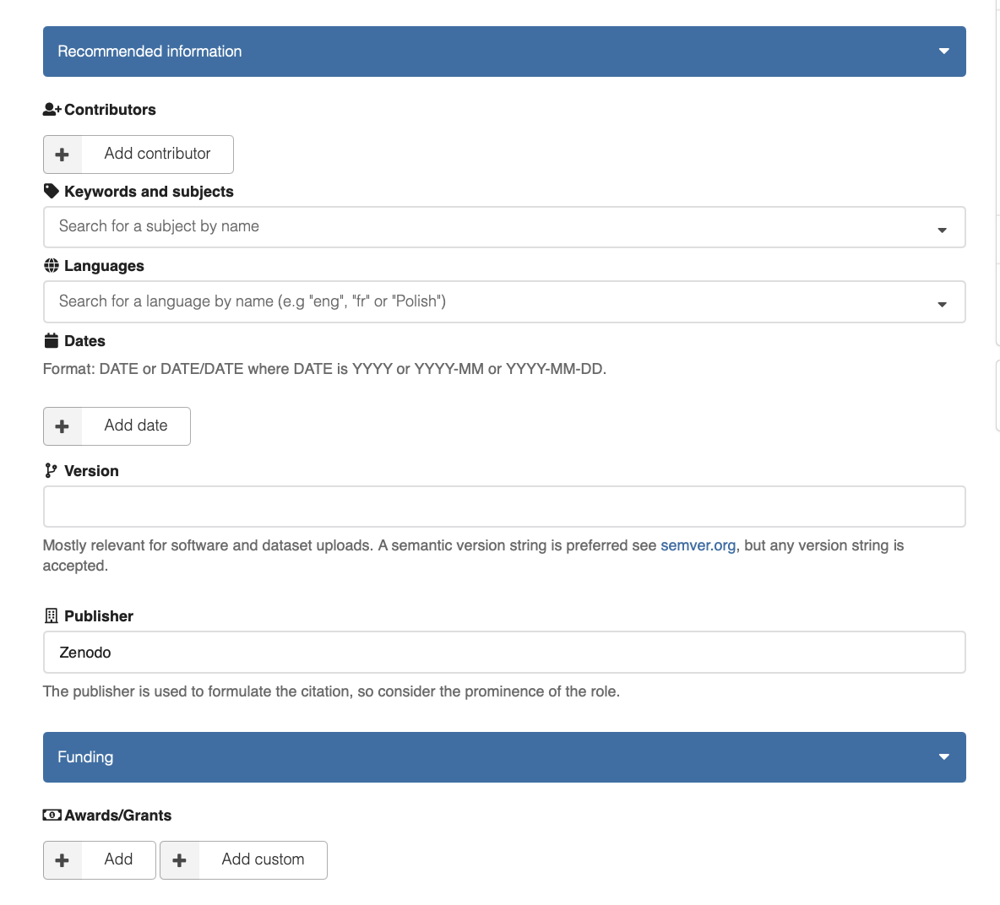 Recommended information
Contributors
Add contributor
Keywords and subjects
Search for a subject by name
Languages
Search for a language by name (e.g "eng", "fr" or "Polish")
Dates
Format: DATE or DATE/DATE where DATE is YYYY or YYYY-MM or YYYY-MM-DD.
Add date
Version
Mostly relevant for software and dataset uploads. A semantic version string is preferred see semver.org, but any version string is
accepted.
Publisher
Zenodo
The publisher is used to formulate the citation, so consider the prominence of the role.
Funding
Awards/Grants
Add Add custom